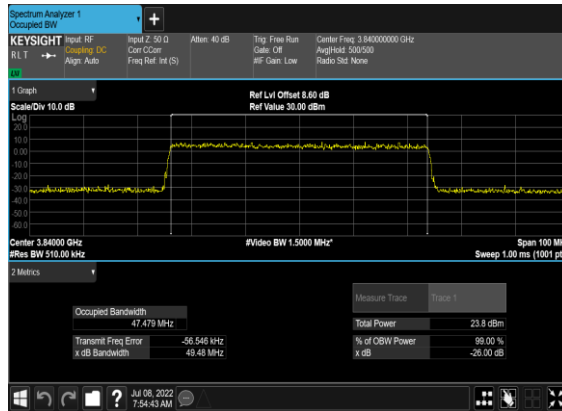 Spectrum Analyzer 1
Occupied BW
+
KEYSIGHT
Input: RF
Coupling: DC
Align: Auto
Input Z: 50 Ω
Corr CCorr
Freq Ref: Int (S)
Atten: 40 dB
Trig: Free Run
Gate: Off
#IF Gain: Low
Center Freq: 3.840000000 GHz
Avg|Hold: 500/500
Radio Std: None
R L T
1 Graph
Scale/Div 10.0 dB
Ref Lvl Offset 8.60 dB
Ref Value 30.00 dBm
Log
20.0
10.0
0.00
-10.0
-20.0
-30.0
-40.0
-50.0
-60.0
Center 3.84000 GHz
#Res BW 510.00 kHz
#Video BW 1.5000 MHz*
Span 100 M
Sweep 1.00 ms (1001 pt
2 Metrics
Measure Trace
Trace 1
Occupied Bandwidth
47.479 MHz
Total Power
23.8 dBm
Transmit Freq Error
-56.546 kHz
% of OBW Power
99.00 %
x dB Bandwidth
49.48 MHz
x dB
-26.00 dB
?
Jul 08, 2022
7:54:43 AM